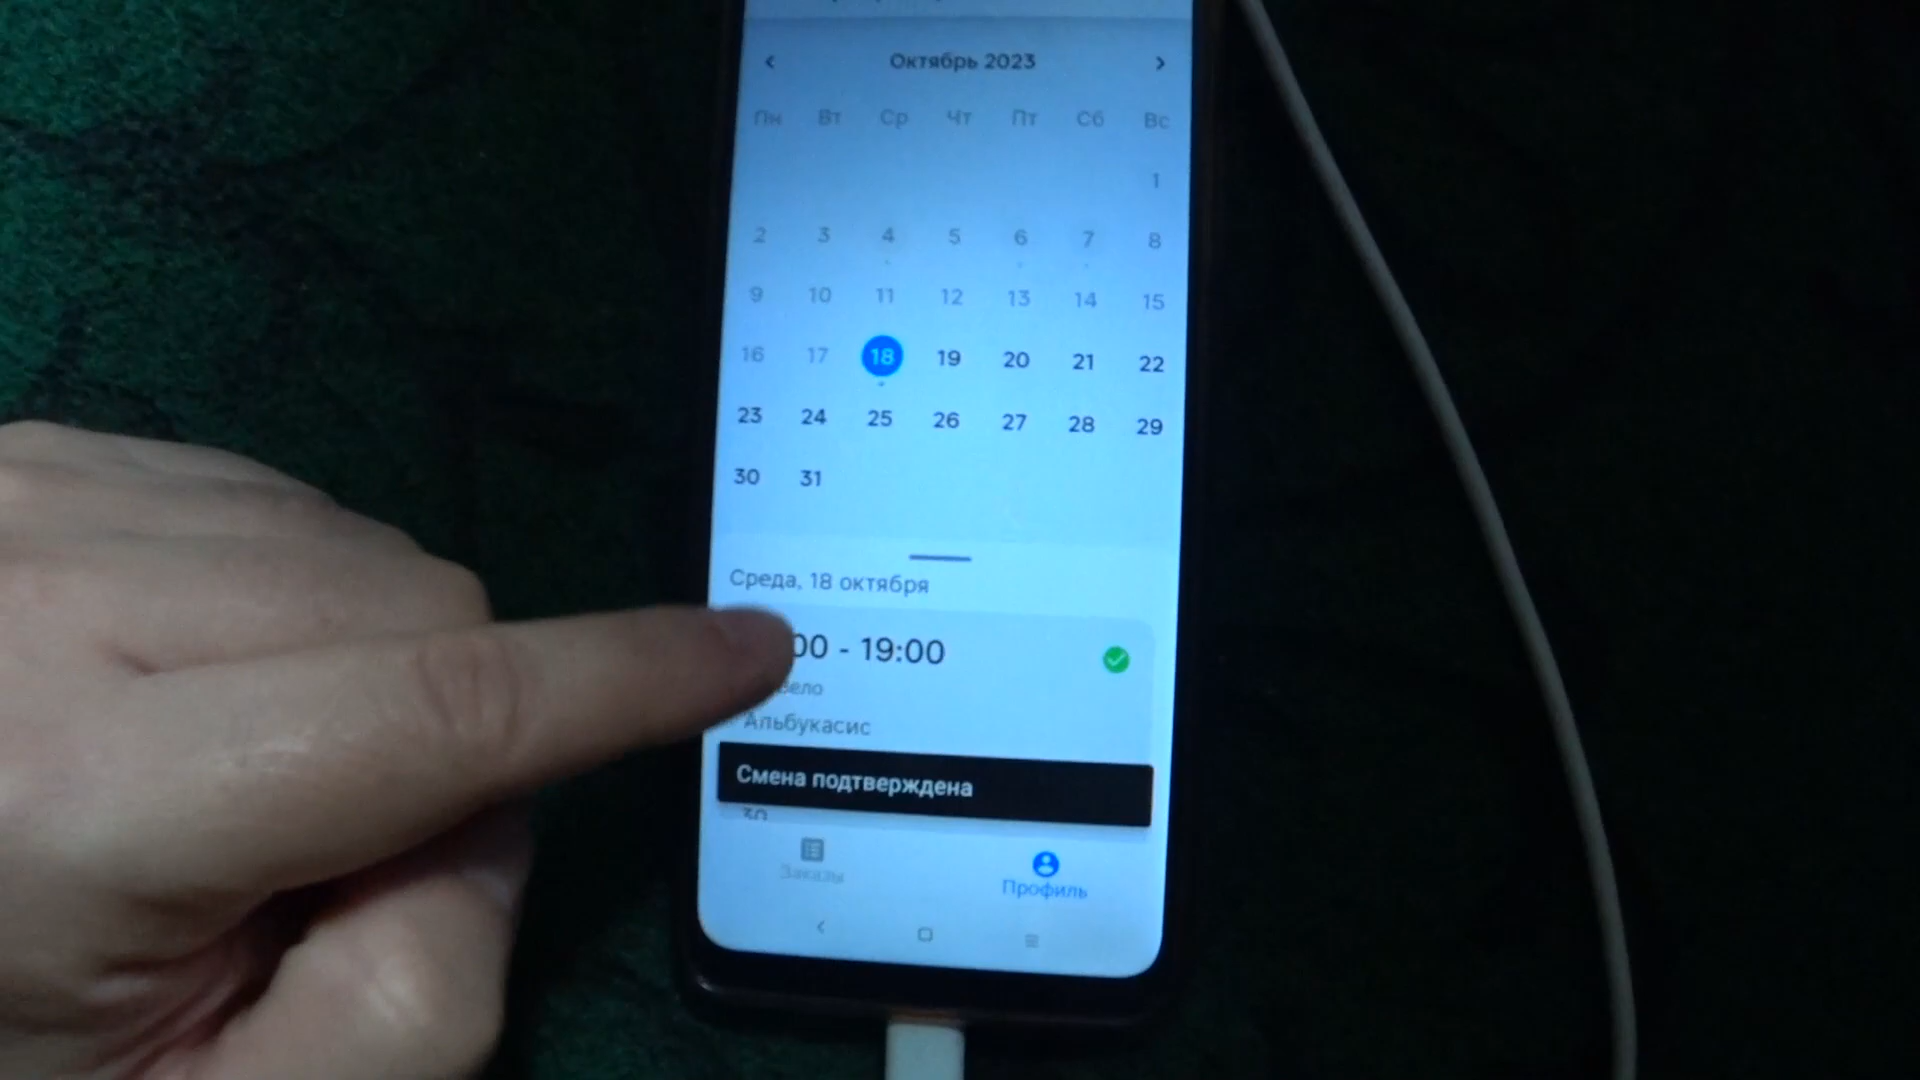 Октябрь 2023
Пн Вт Ср Чт Пт Сб Вс
1
2 3 4 5 6 7 8
9 10 11 12 13 14 15
16 17 18 19 20 21 22
23 24 25 26 27 28 29
30 31
Среда, 18 октября
00 - 19:00
Альбукасис
Смена подтверждена
Заказы
Профиль